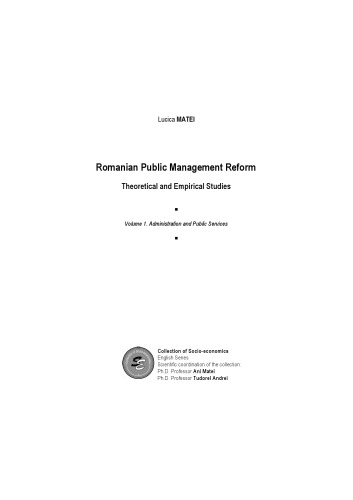 Lucica MATEI
Romanian Public Management Reform
Theoretical and Empirical Studies
Volume 1. Administration and Public Services
Collection of Socio-economics
English Series
Scientific coordination of the collection:
Ph.D. Professor Ani Matei
Ph.D. Professor Tudorel Andrei